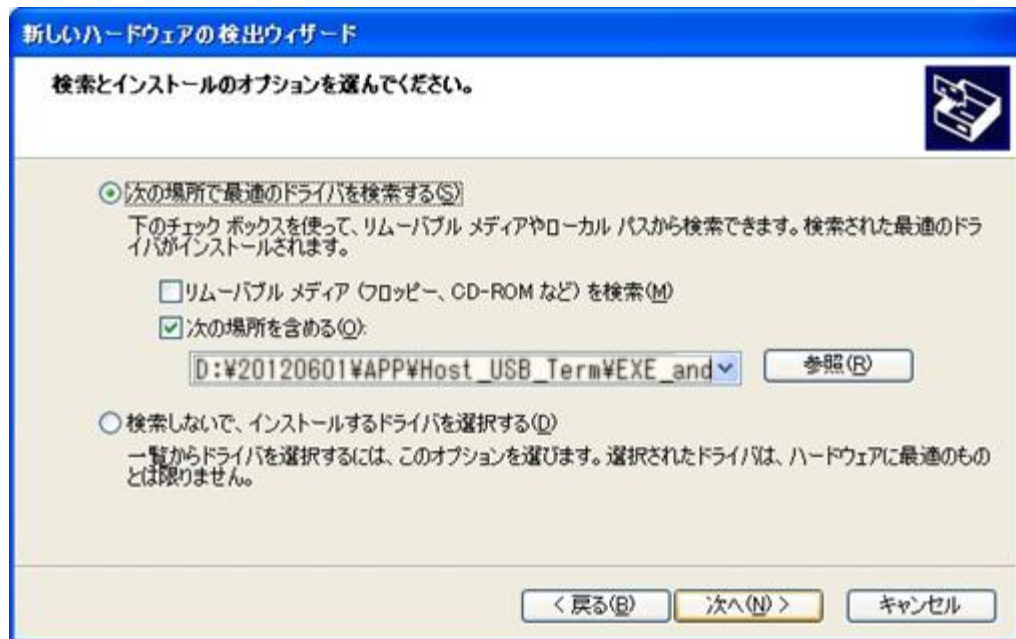 新しいハードウェアの検出ウィザード
検索とインストールのオプションを選んでください。
次の場所で最適のドライバを検索する(S)
下のチェック ボックスを使って、リムーバブル メディアやローカル パスから検索できます。検索された最適のドラ
イバがインストールされます。
リムーバブル メディア (フロッピー、CD-ROM など) を検索(M)
次の場所を含める(O):
D:¥20120601¥APP¥Host_USB_Term¥EXE_and
参照(R)
検索しないで、インストールするドライバを選択する(D)
一覧からドライバを選択するには、このオプションを選びます。選択されたドライバは、ハードウェアに最適のもの
とは限りません。
< 戻る(B) 次へ(N) > キャンセル